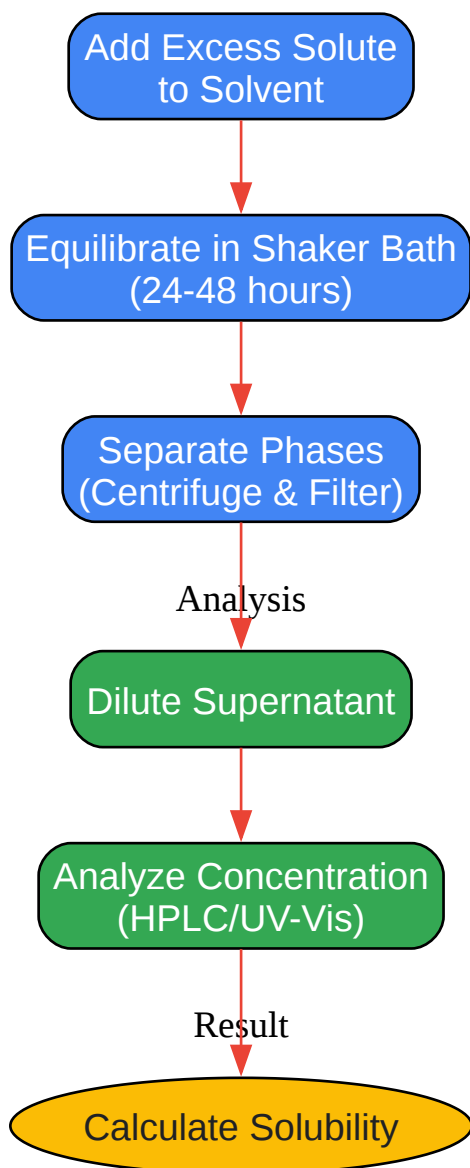 Add Excess Solute
to Solvent
Equilibrate in Shaker Bath
(24-48 hours)
Separate Phases
(Centrifuge & Filter)
Analysis
Dilute Supernatant
Analyze Concentration
(HPLC/UV-Vis)
Result
Calculate Solubility